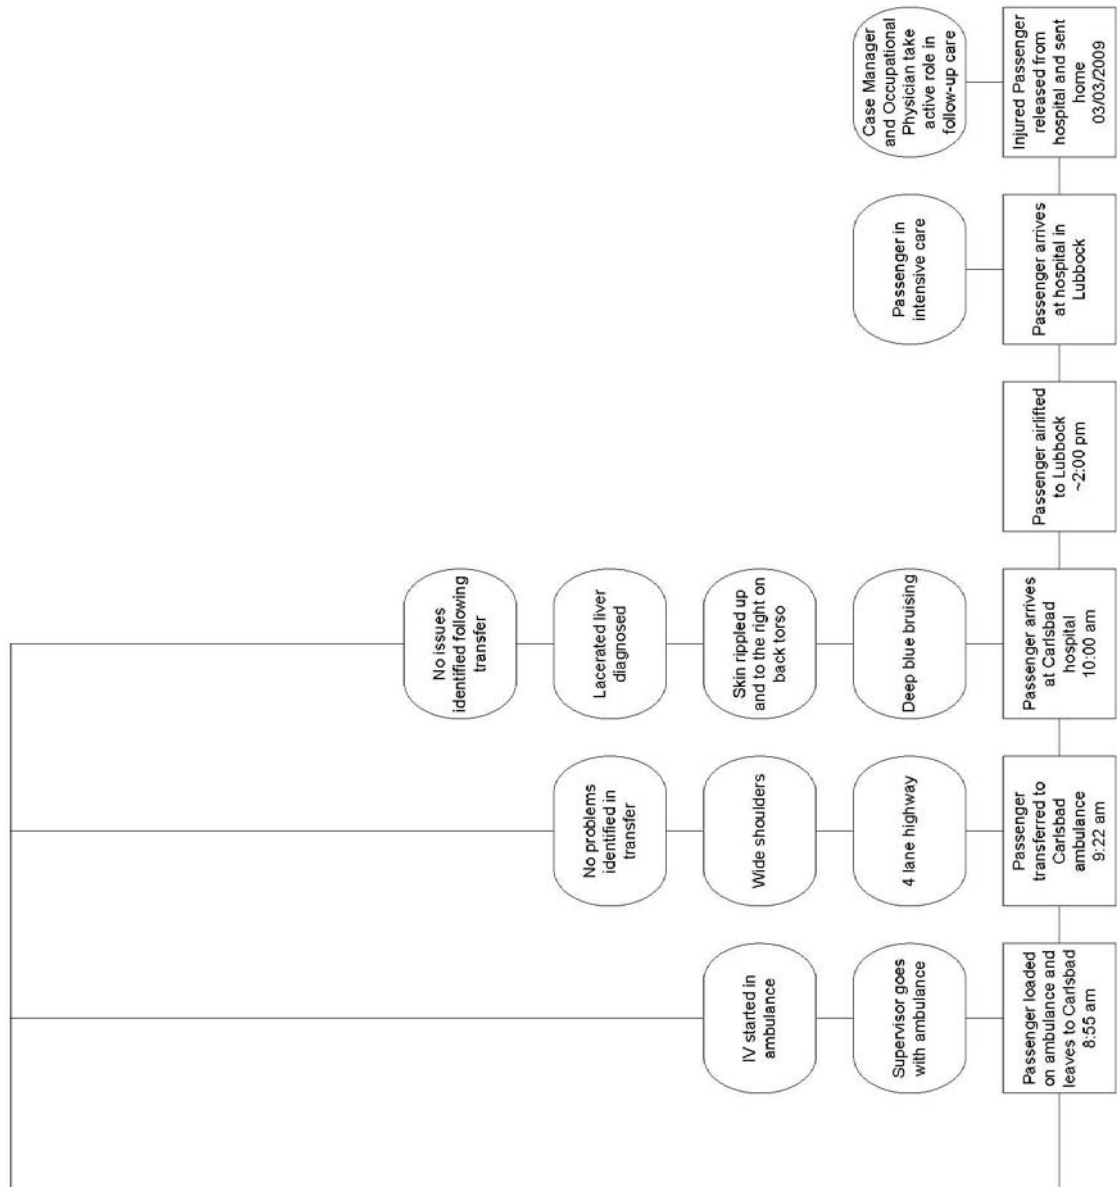 IV started in
ambulance
Supervisor goes
with ambulance
Passenger loaded
on ambulance and
leaves to Carlsbad
8:55 am
No problems
identified in
transfer
Wide shoulders
4 lane highway
Passenger
transferred to
Carlsbad
ambulance
9:22 am
No issues
identified following
transfer
Lacerated liver
diagnosed
Skin rippled up
and to the right on
back torso
Deep blue bruising
Passenger arrives
at Carlsbad
hospital
10:00 am
Passenger airlifted
to Lubbock
~2:00 pm
Passenger in
intensive care
Passenger arrives
at hospital in
Lubbock
Case Manager
and Occupational
Physician take
active role in
follow-up care
Injured Passenger
released from
hospital and sent
home
03/03/2009